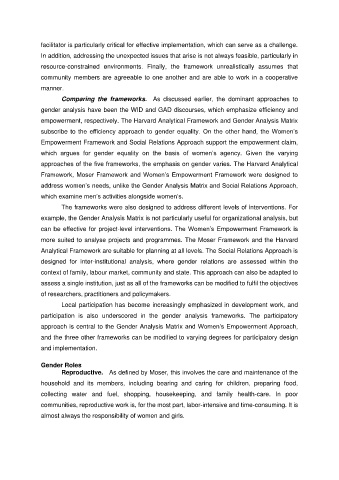 facilitator is particularly critical for effective implementation, which can serve as a challenge.
In addition, addressing the unexpected issues that arise is not always feasible, particularly in
resource-constrained environments. Finally, the framework unrealistically assumes that
community members are agreeable to one another and are able to work in a cooperative
manner.
Comparing the frameworks. As discussed earlier, the dominant approaches to
gender analysis have been the WID and GAD discourses, which emphasize efficiency and
empowerment, respectively. The Harvard Analytical Framework and Gender Analysis Matrix
subscribe to the efficiency approach to gender equality. On the other hand, the Women's
Empowerment Framework and Social Relations Approach support the empowerment claim,
which argues for gender equality on the basis of women's agency. Given the varying
approaches of the five frameworks, the emphasis on gender varies. The Harvard Analytical
Framework, Moser Framework and Women's Empowerment Framework were designed to
address women's needs, unlike the Gender Analysis Matrix and Social Relations Approach,
which examine men's activities alongside women's.
The frameworks were also designed to address different levels of interventions. For
example, the Gender Analysis Matrix is not particularly useful for organizational analysis, but
can be effective for project-level interventions. The Women's Empowerment Framework is
more suited to analyse projects and programmes. The Moser Framework and the Harvard
Analytical Framework are suitable for planning at all levels. The Social Relations Approach is
designed for inter-institutional analysis, where gender relations are assessed within the
context of family, labour market, community and state. This approach can also be adapted to
assess a single institution, just as all of the frameworks can be modified to fulfil the objectives
of researchers, practitioners and policymakers.
Local participation has become increasingly emphasized in development work, and
participation is also underscored in the gender analysis frameworks. The participatory
approach is central to the Gender Analysis Matrix and Women's Empowerment Approach,
and the three other frameworks can be modified to varying degrees for participatory design
and implementation.
Gender Roles
Reproductive. As defined by Moser, this involves the care and maintenance of the
household and its members, including bearing and caring for children, preparing food,
collecting water and fuel, shopping, housekeeping, and family health-care. In poor
communities, reproductive work is, for the most part, labor-intensive and time-consuming. It is
almost always the responsibility of women and girls.